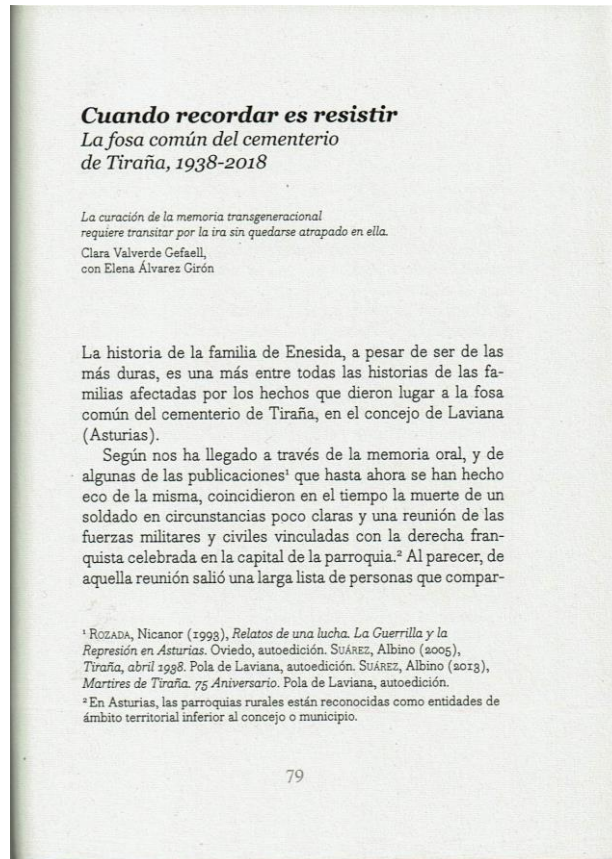 Cuando recordar es resistir
La fosa común del cementerio
de Tiraña, 1938-2018
La curación de la memoria transgeneracional
requiere transitar por la ira sin quedarse atrapado en ella.
Clara Valverde Gefaell,
con Elena Álvarez Girón
La historia de la familia de Enesida, a pesar de ser de las
más duras, es una más entre todas las historias de las fa-
milias afectadas por los hechos que dieron lugar a la fosa
común del cementerio de Tiraña, en el concejo de Laviana
(Asturias).
Según nos ha llegado a través de la memoria oral, y de
algunas de las publicaciones¹ que hasta ahora se han hecho
eco de la misma, coincidieron en el tiempo la muerte de un
soldado en circunstancias poco claras y una reunión de las
fuerzas militares y civiles vinculadas con la derecha fran-
quista celebrada en la capital de la parroquia.² Al parecer, de
aquella reunión salió una larga lista de personas que compar-
¹ ROZADA, Nicanor (1993), Relatos de una lucha. La Guerrilla y la
Represión en Asturias. Oviedo, autoedición. SUÁREZ, Albino (2005),
Tiraña, abril 1938. Pola de Laviana, autoedición. SUÁREZ, Albino (2013),
Martires de Tiraña. 75 Aniversario. Pola de Laviana, autoedición.
² En Asturias, las parroquias rurales están reconocidas como entidades de
ámbito territorial inferior al concejo o municipio.
79